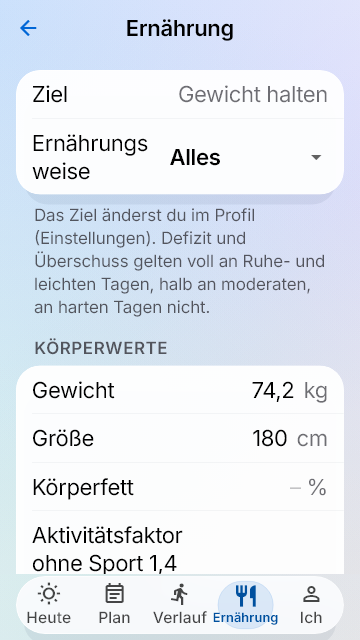 Ernährung
Ziel Gewicht halten
Ernährungs
weise Alles
Das Ziel änderst du im Profil
(Einstellungen). Defizit und
Überschuss gelten voll an Ruhe- und
leichten Tagen, halb an moderaten,
an harten Tagen nicht.
KÖRPERWERTE
Gewicht 74,2 kg
Größe 180 cm
Körperfett – %
Aktivitätsfaktor
ohne Sport 1,4
Heute Plan Verlauf Ernährung Ich